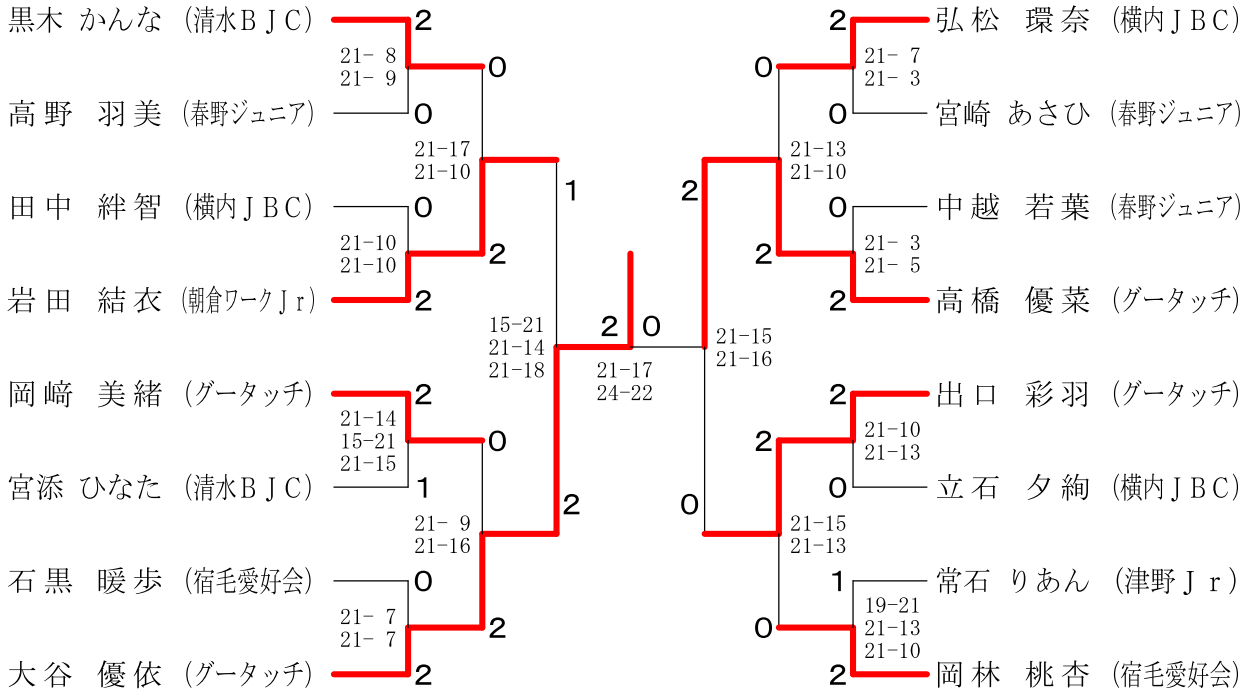 黒木 かんな (清水ＢＪＣ) 2 2 弘松 環奈 (横内ＪＢＣ)
21- 8 21- 7
0 0
21- 9 21- 3
高野 羽美 (春野ジュニア) 0 0 宮崎 あさひ (春野ジュニア)
21-17 21-13
21-10 21-10
1 2
田中 絆智 (横内ＪＢＣ) 0 0 中越 若葉 (春野ジュニア)
21-10 21- 3
2 2
21-10 21- 5
岩田 結衣 (朝倉ワークＪｒ) 2 2 高橋 優菜 (グータッチ)
15-21 2 0 21-15
21-14 21-16
21-18 21-17
24-22
岡﨑 美緒 (グータッチ) 2 2 出口 彩羽 (グータッチ)
21-14 21-10
15-21 0 2 21-13
21-15
宮添 ひなた (清水ＢＪＣ) 1 0 立石 夕絢 (横内ＪＢＣ)
2 0
21- 9 21-15
21-16 21-13
石黒 暖歩 (宿毛愛好会) 0 1 常石 りあん (津野Ｊｒ)
21- 7 19-21
21- 7 2 0 21-13
21-10
大谷 優依 (グータッチ) 2 2 岡林 桃杏 (宿毛愛好会)